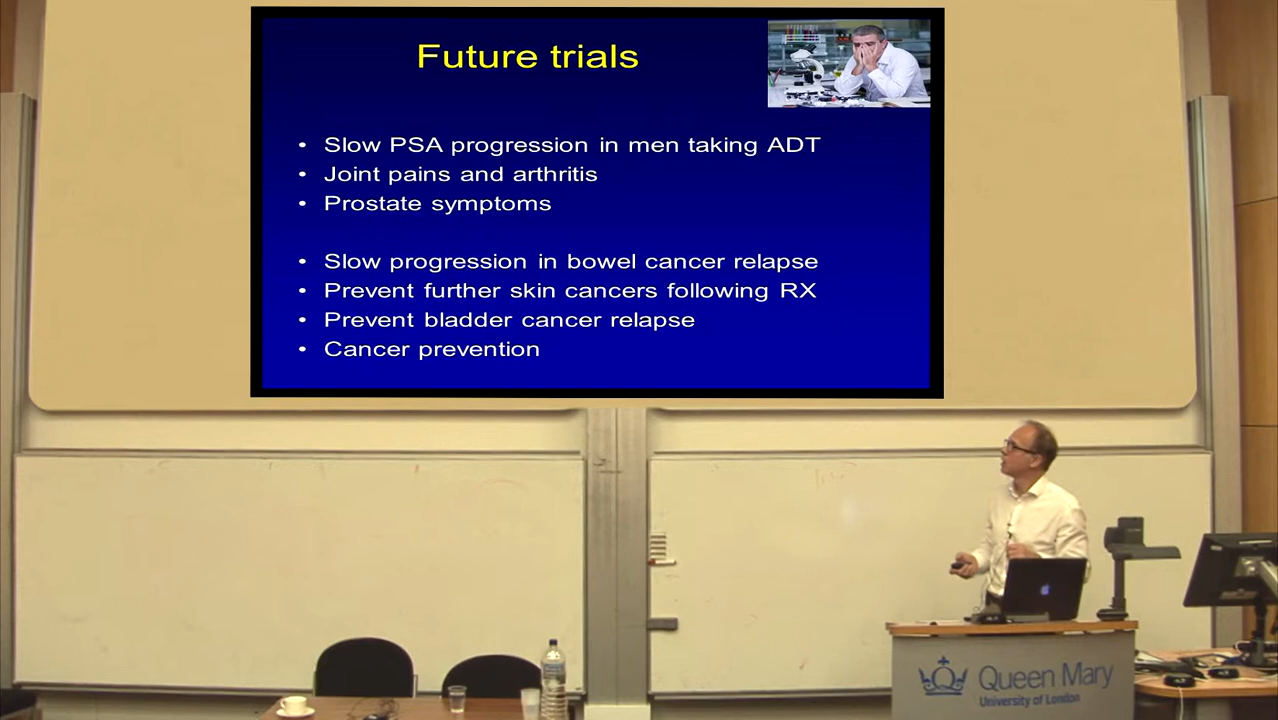 Future trials
• Slow PSA progression in men taking ADT
• Joint pains and arthritis
• Prostate symptoms
• Slow progression in bowel cancer relapse
• Prevent further skin cancers following RX
• Prevent bladder cancer relapse
• Cancer prevention
Queen Mary
University of London